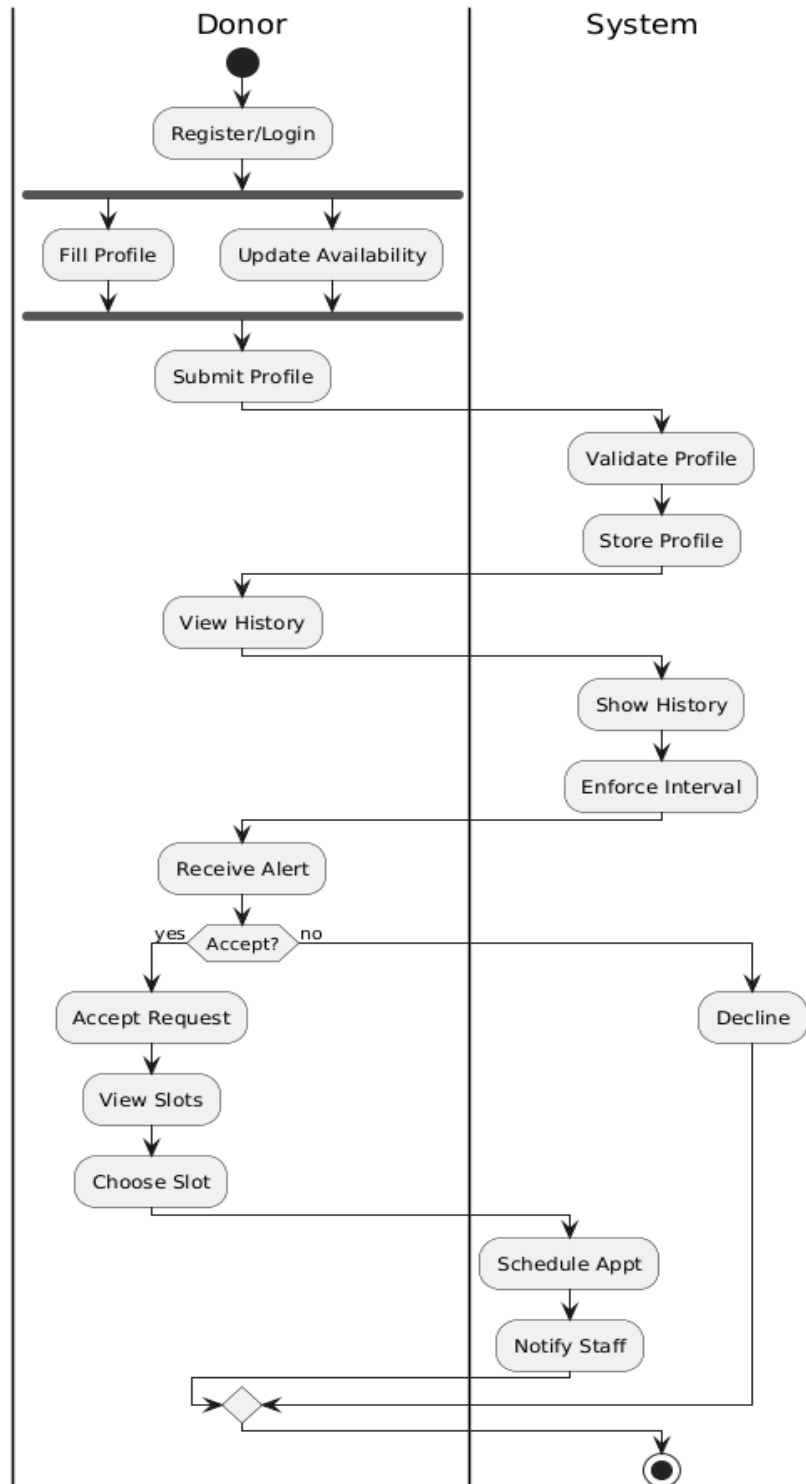 Donor
System
Register/Login
Fill Profile
Update Availability
Submit Profile
Validate Profile
Store Profile
View History
Show History
Enforce Interval
Receive Alert
yes
Accept?
no
Accept Request
Decline
View Slots
Choose Slot
Schedule Appt
Notify Staff